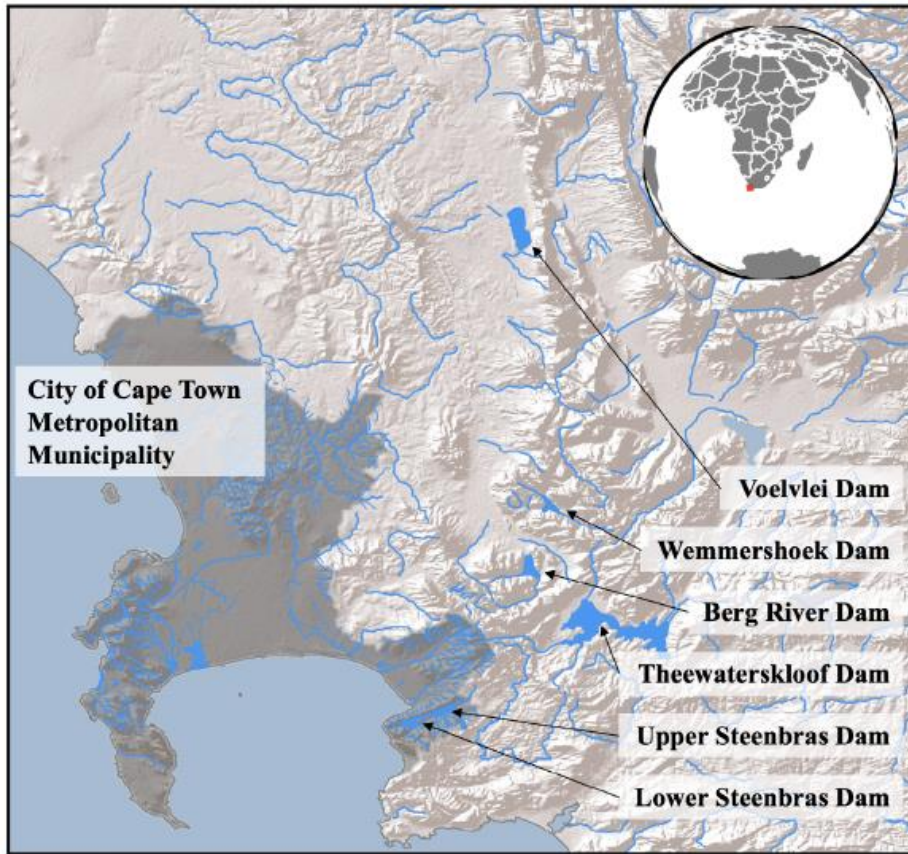 City of Cape Town
Metropolitan
Municipality
Voelvlei Dam
Wemmershoek Dam
Berg River Dam
Theewaterskloof Dam
Upper Steenbras Dam
Lower Steenbras Dam